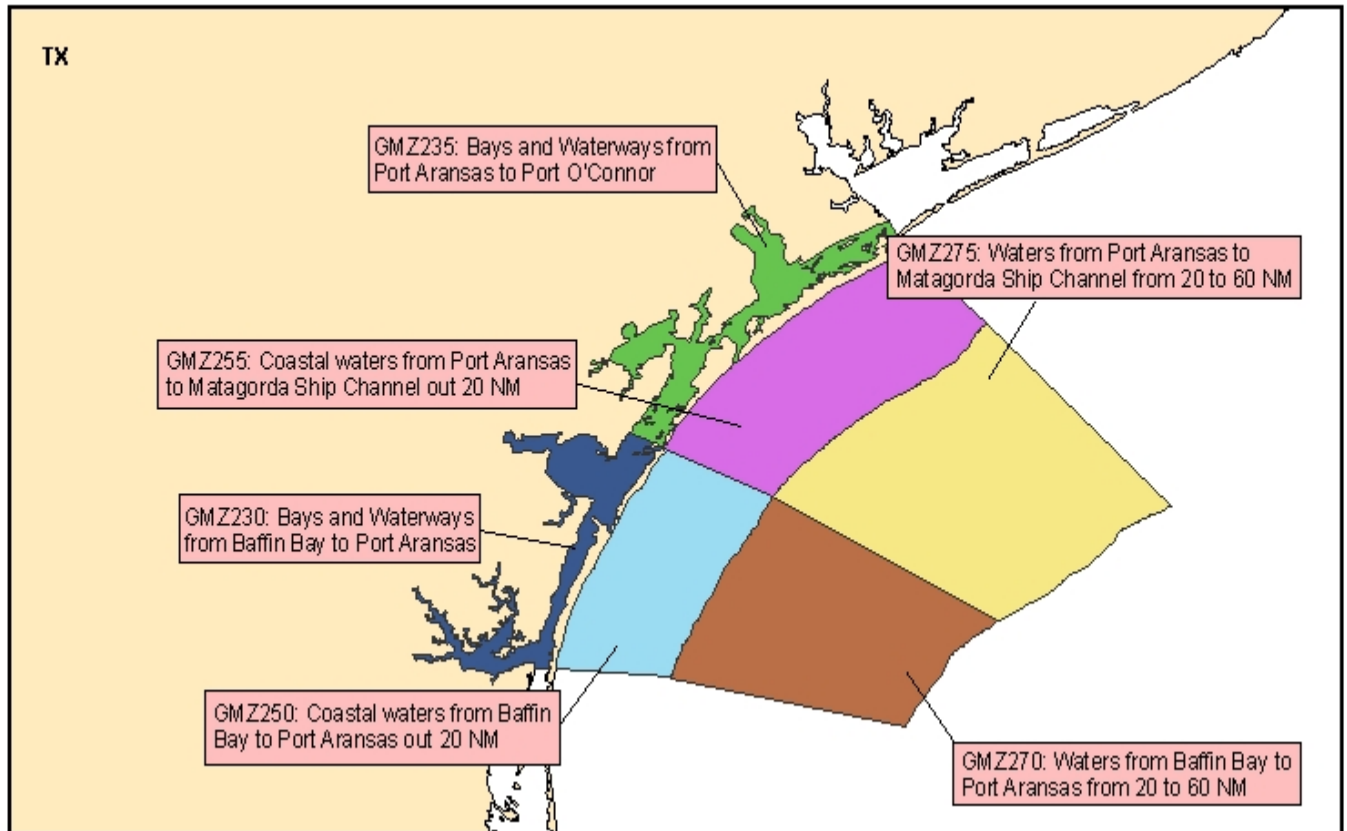 TX
GMZ235: Bays and Waterways from
Port Aransas to Port O'Connor
GMZ275: Waters from Port Aransas to
Matagorda Ship Channel from 20 to 60 NM
GMZ255: Coastal waters from Port Aransas
to Matagorda Ship Channel out 20 NM
GMZ230: Bays and Waterways
from Baffin Bay to Port Aransas
GMZ250: Coastal waters from Baffin
Bay to Port Aransas out 20 NM
GMZ270: Waters from Baffin Bay to
Port Aransas from 20 to 60 NM